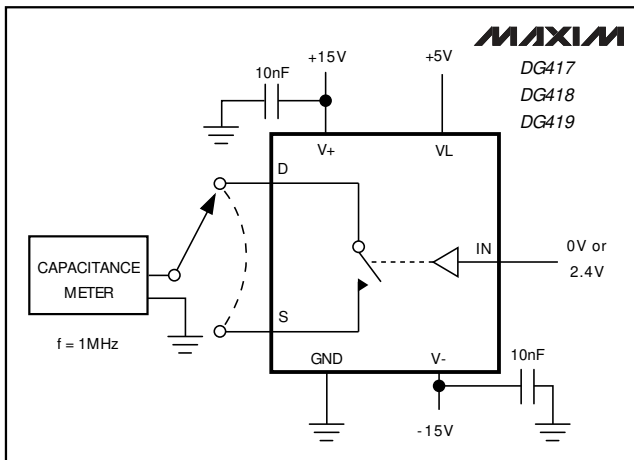 MAXIM
DG417
DG418
DG419
+15V
+5V
10nF
V+
VL
D
IN
0V or
2.4V
CAPACITANCE
METER
S
f = 1MHz
GND
V-
10nF
-15V